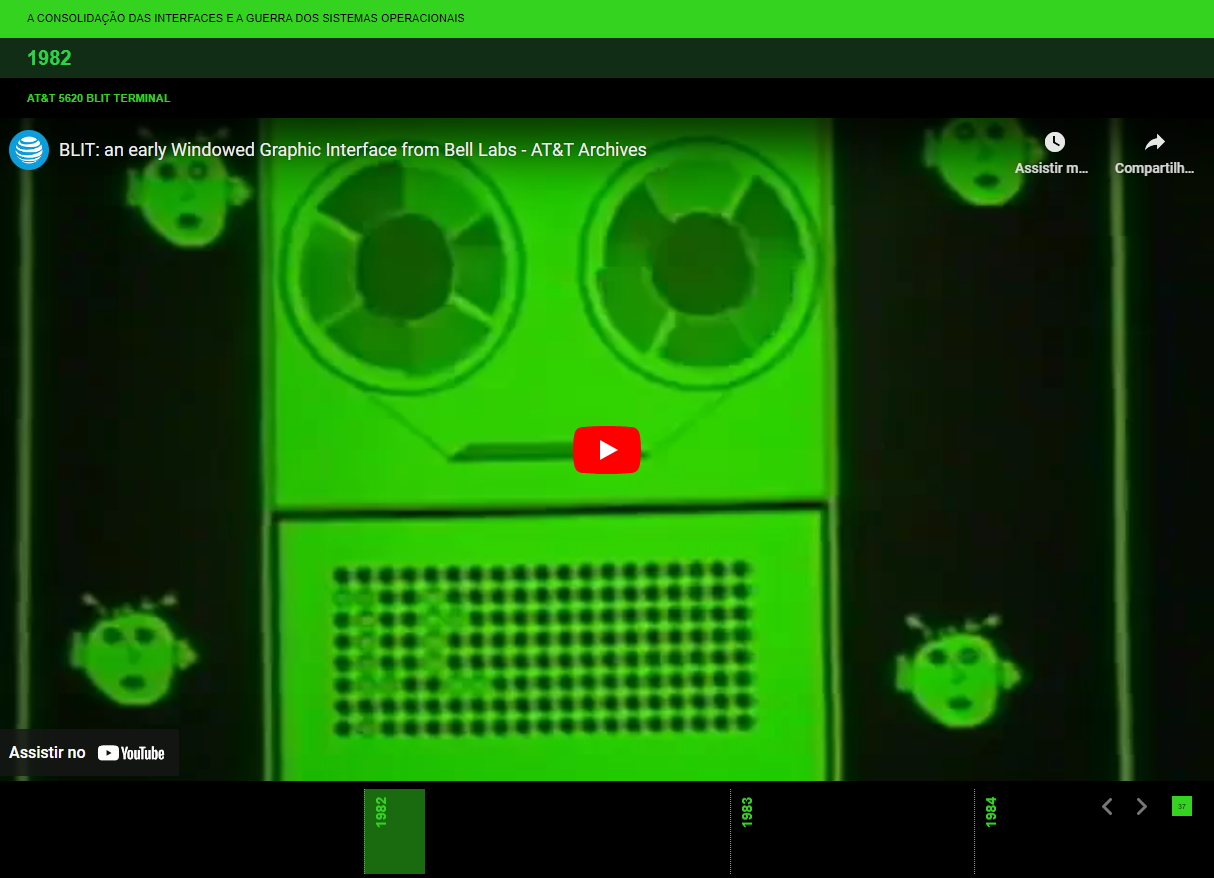 A CONSOLIDAÇÃO DAS INTERFACES E A GUERRA DOS SISTEMAS OPERACIONAIS
1982
AT&T 5620 BLIT TERMINAL
BLIT: an early Windowed Graphic Interface from Bell Labs - AT&T Archives
Assistir m...
Compartilh...
Assistir no YouTube
1982
1983
1984
37